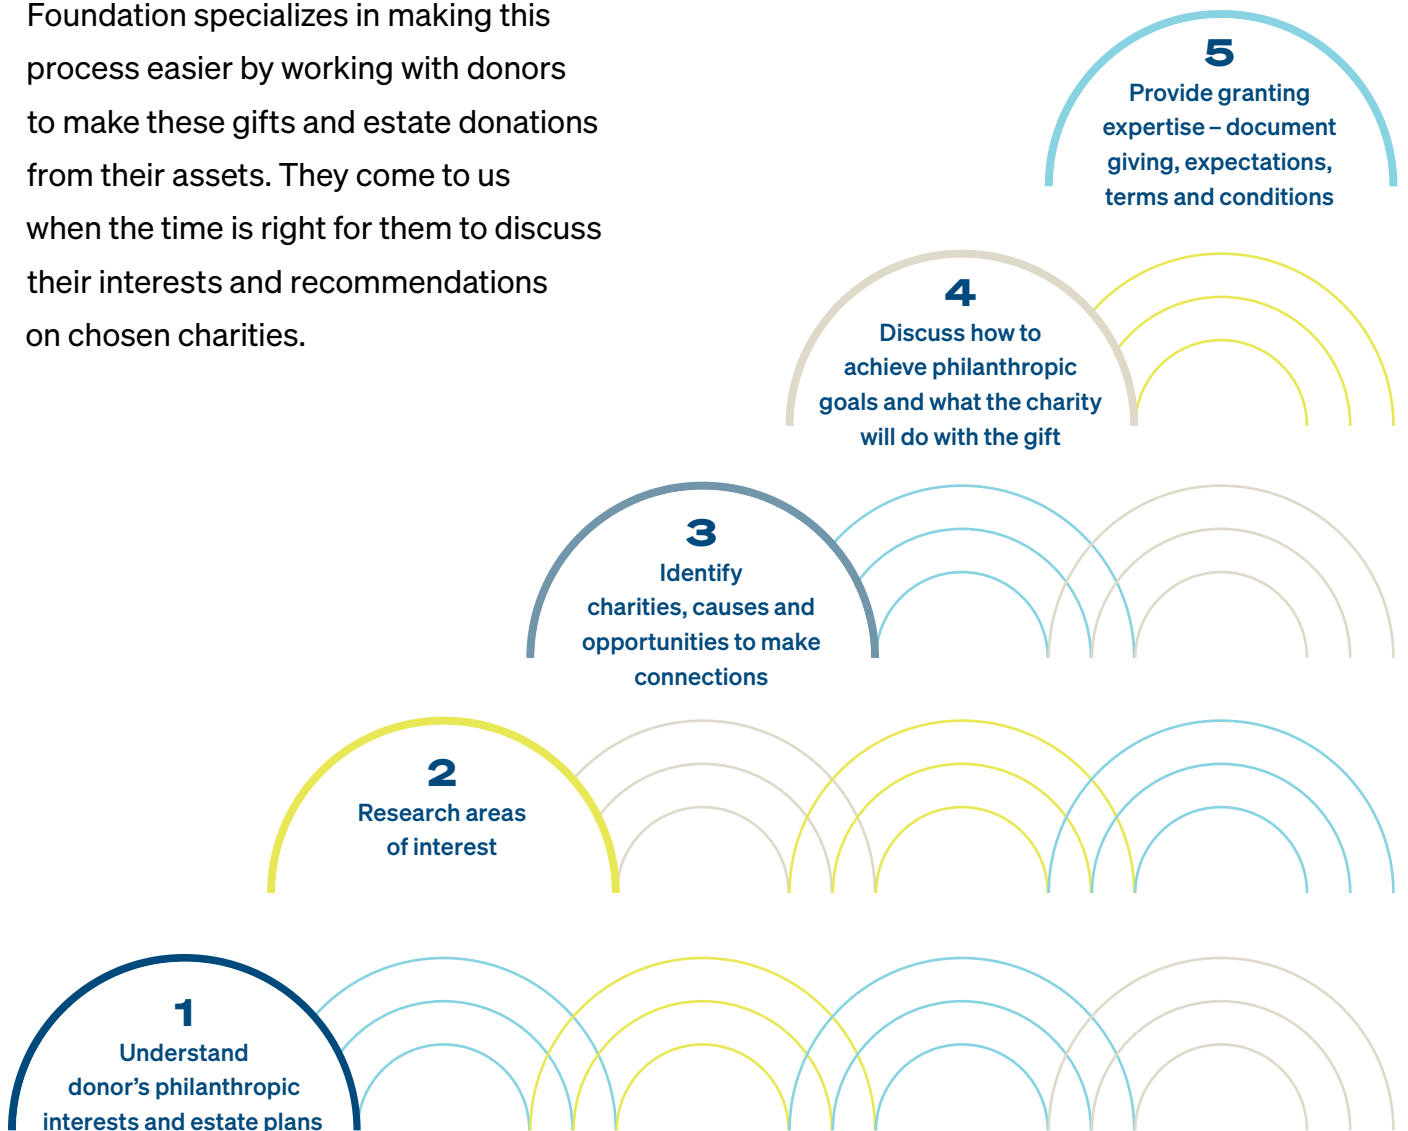 Foundation specializes in making this
process easier by working with donors
to make these gifts and estate donations
from their assets. They come to us
when the time is right for them to discuss
their interests and recommendations
on chosen charities.
5
Provide granting
expertise – document
giving, expectations,
terms and conditions
4
Discuss how to
achieve philanthropic
goals and what the charity
will do with the gift
3
Identify
charities, causes and
opportunities to make
connections
2
Research areas
of interest
1
Understand
donor’s philanthropic
interests and estate plans